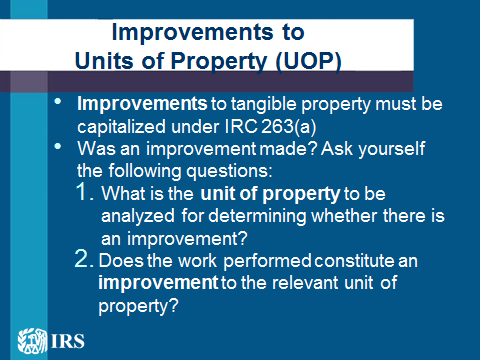 Improvements to
Units of Property (UOP)
• Improvements to tangible property must be
capitalized under IRC 263(a)
• Was an improvement made? Ask yourself
the following questions:
1. What is the unit of property to be
analyzed for determining whether there is
an improvement?
2. Does the work performed constitute an
improvement to the relevant unit of
property?
IRS